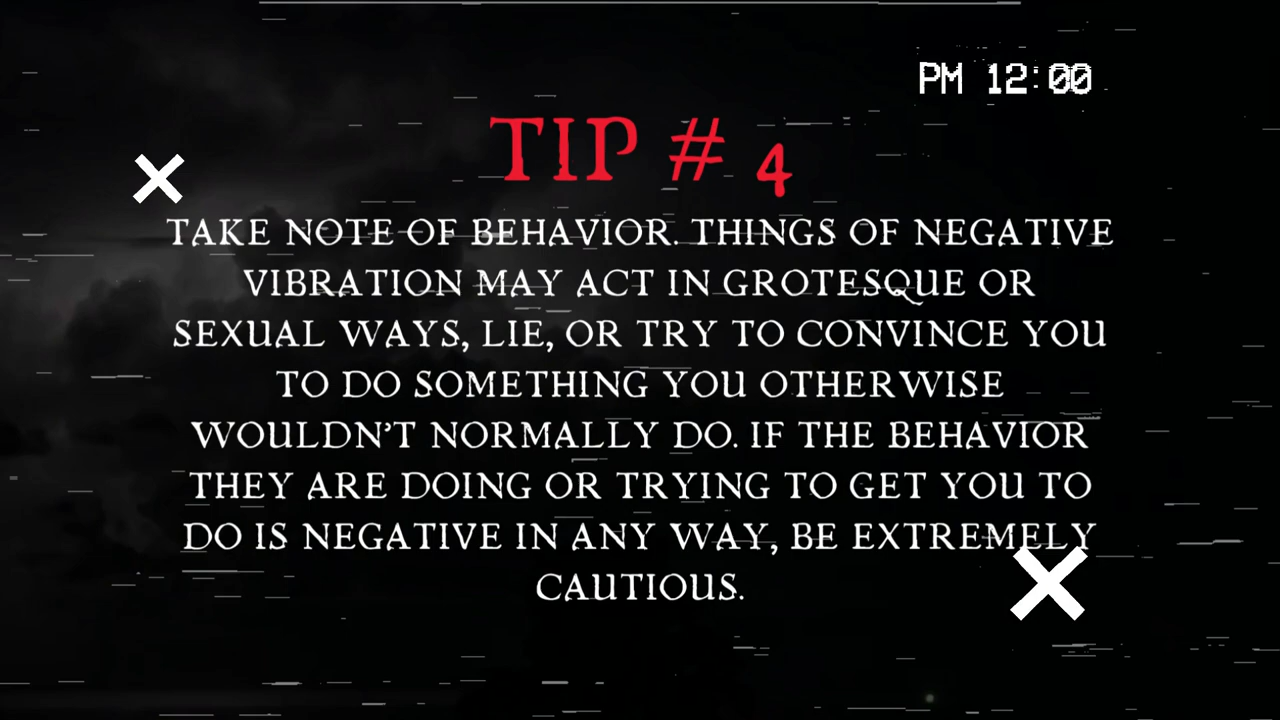 PM 12:00
TIP # 4
TAKE NOTE OF BEHAVIOR. THINGS OF NEGATIVE
VIBRATION MAY ACT IN GROTESQUE OR
SEXUAL WAYS, LIE, OR TRY TO CONVINCE YOU
TO DO SOMETHING YOU OTHERWISE
WOULDN'T NORMALLY DO. IF THE BEHAVIOR
THEY ARE DOING OR TRYING TO GET YOU TO
DO IS NEGATIVE IN ANY WAY, BE EXTREMELY
CAUTIOUS.